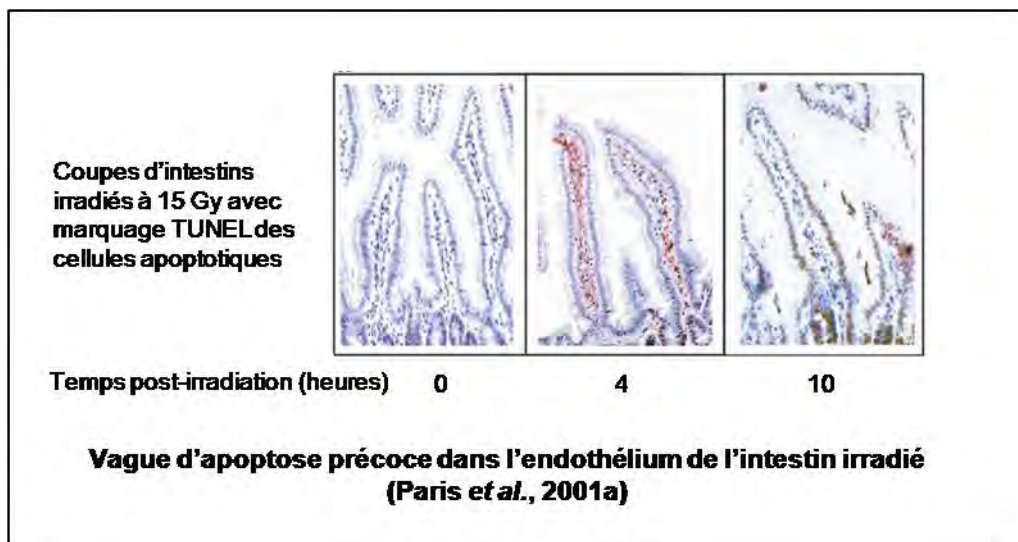 Coupes d'intestins
irradiés à 15 Gy avec
marquage TUNEL des
cellules apoptotiques
Temps post-irradiation (heures) 0 4 10
Vague d'apoptose précoce dans l'endothélium de l'intestin irradié
(Paris et al., 2001a)